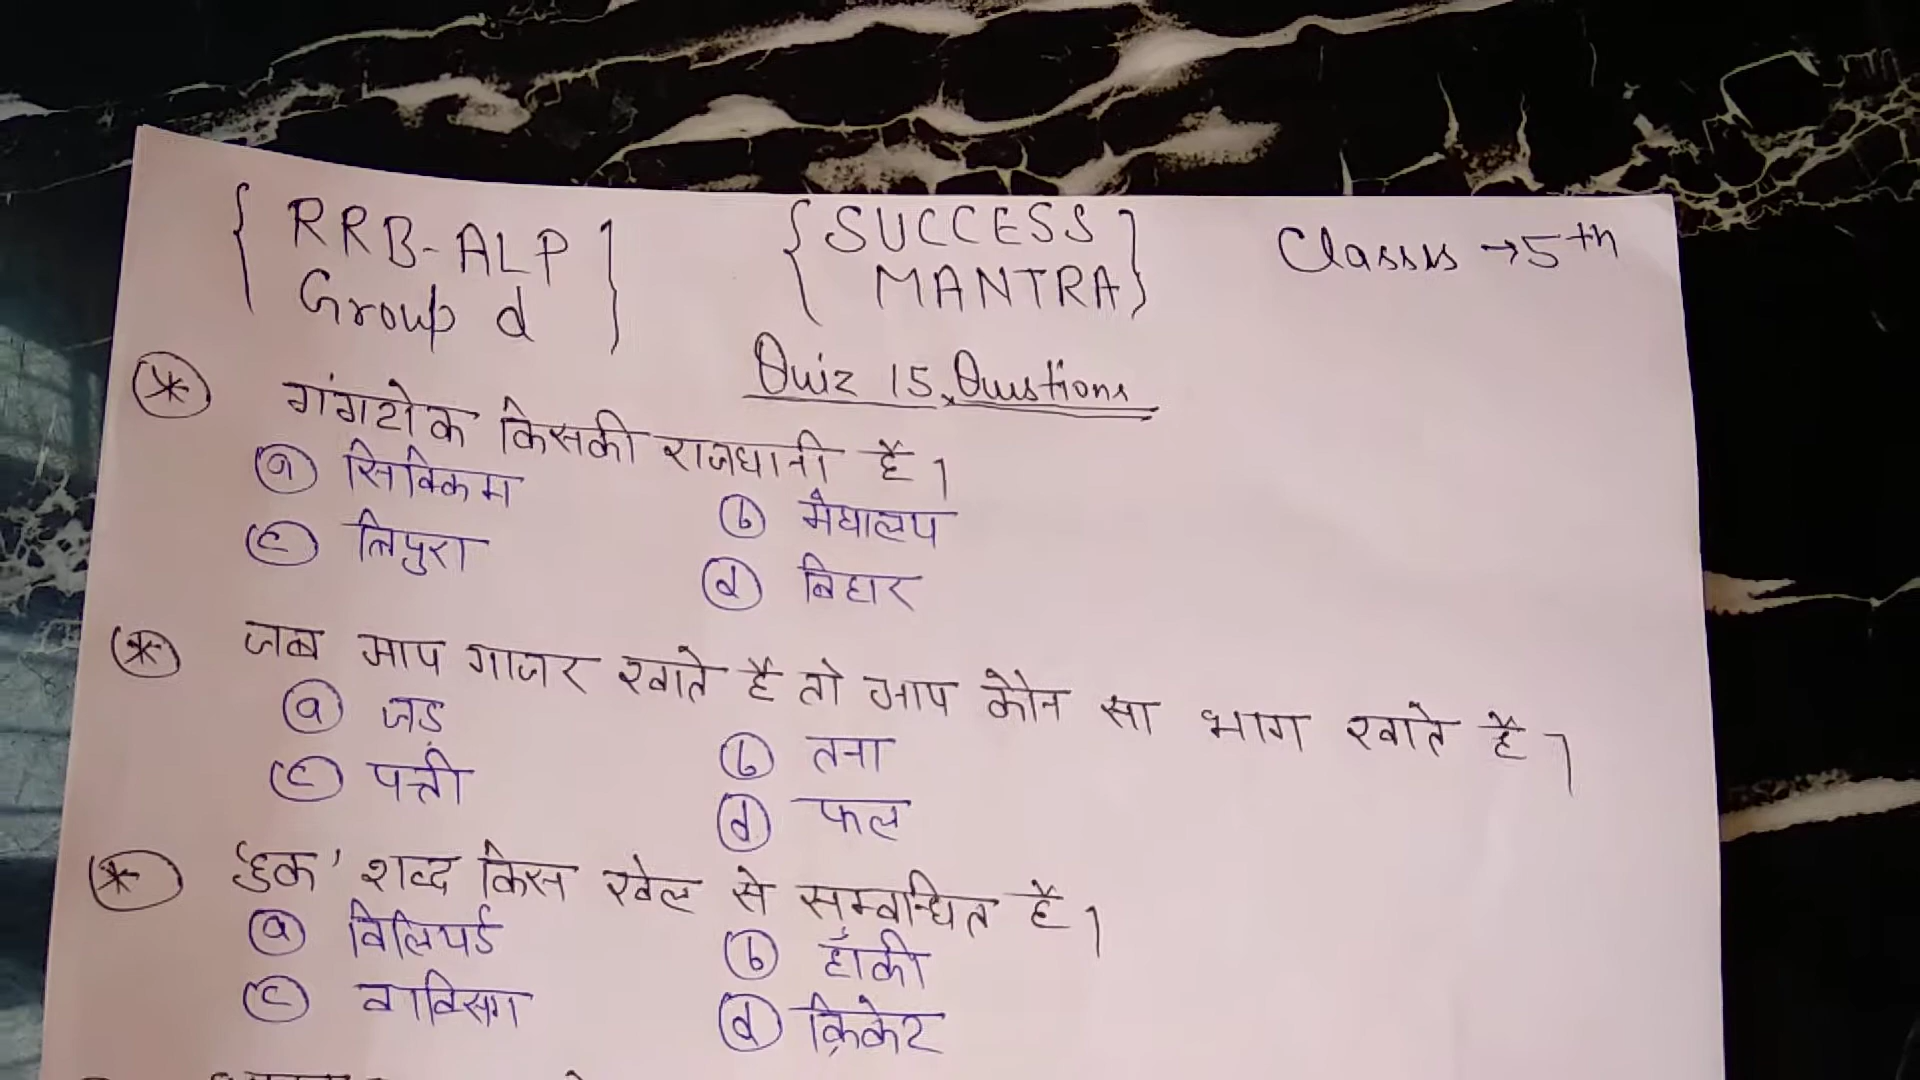 { RRB-ALP Group d }
{ SUCCESS MANTRA }
Classes → 5th
Quiz 15 Questions
* गंगटोक किसकी राजधानी है।
a सिक्किम
b मेघालय
c त्रिपुरा
d बिहार
* जब आप गाजर खाते है तो आप कौन सा भाग खाते है।
a जड़
b तना
c पत्ती
d फल
* 'हुक' शब्द किस खेल से सम्बन्धित है।
a विलियर्ड
b हॉकी
c वाक्सिग
d क्रिकेट